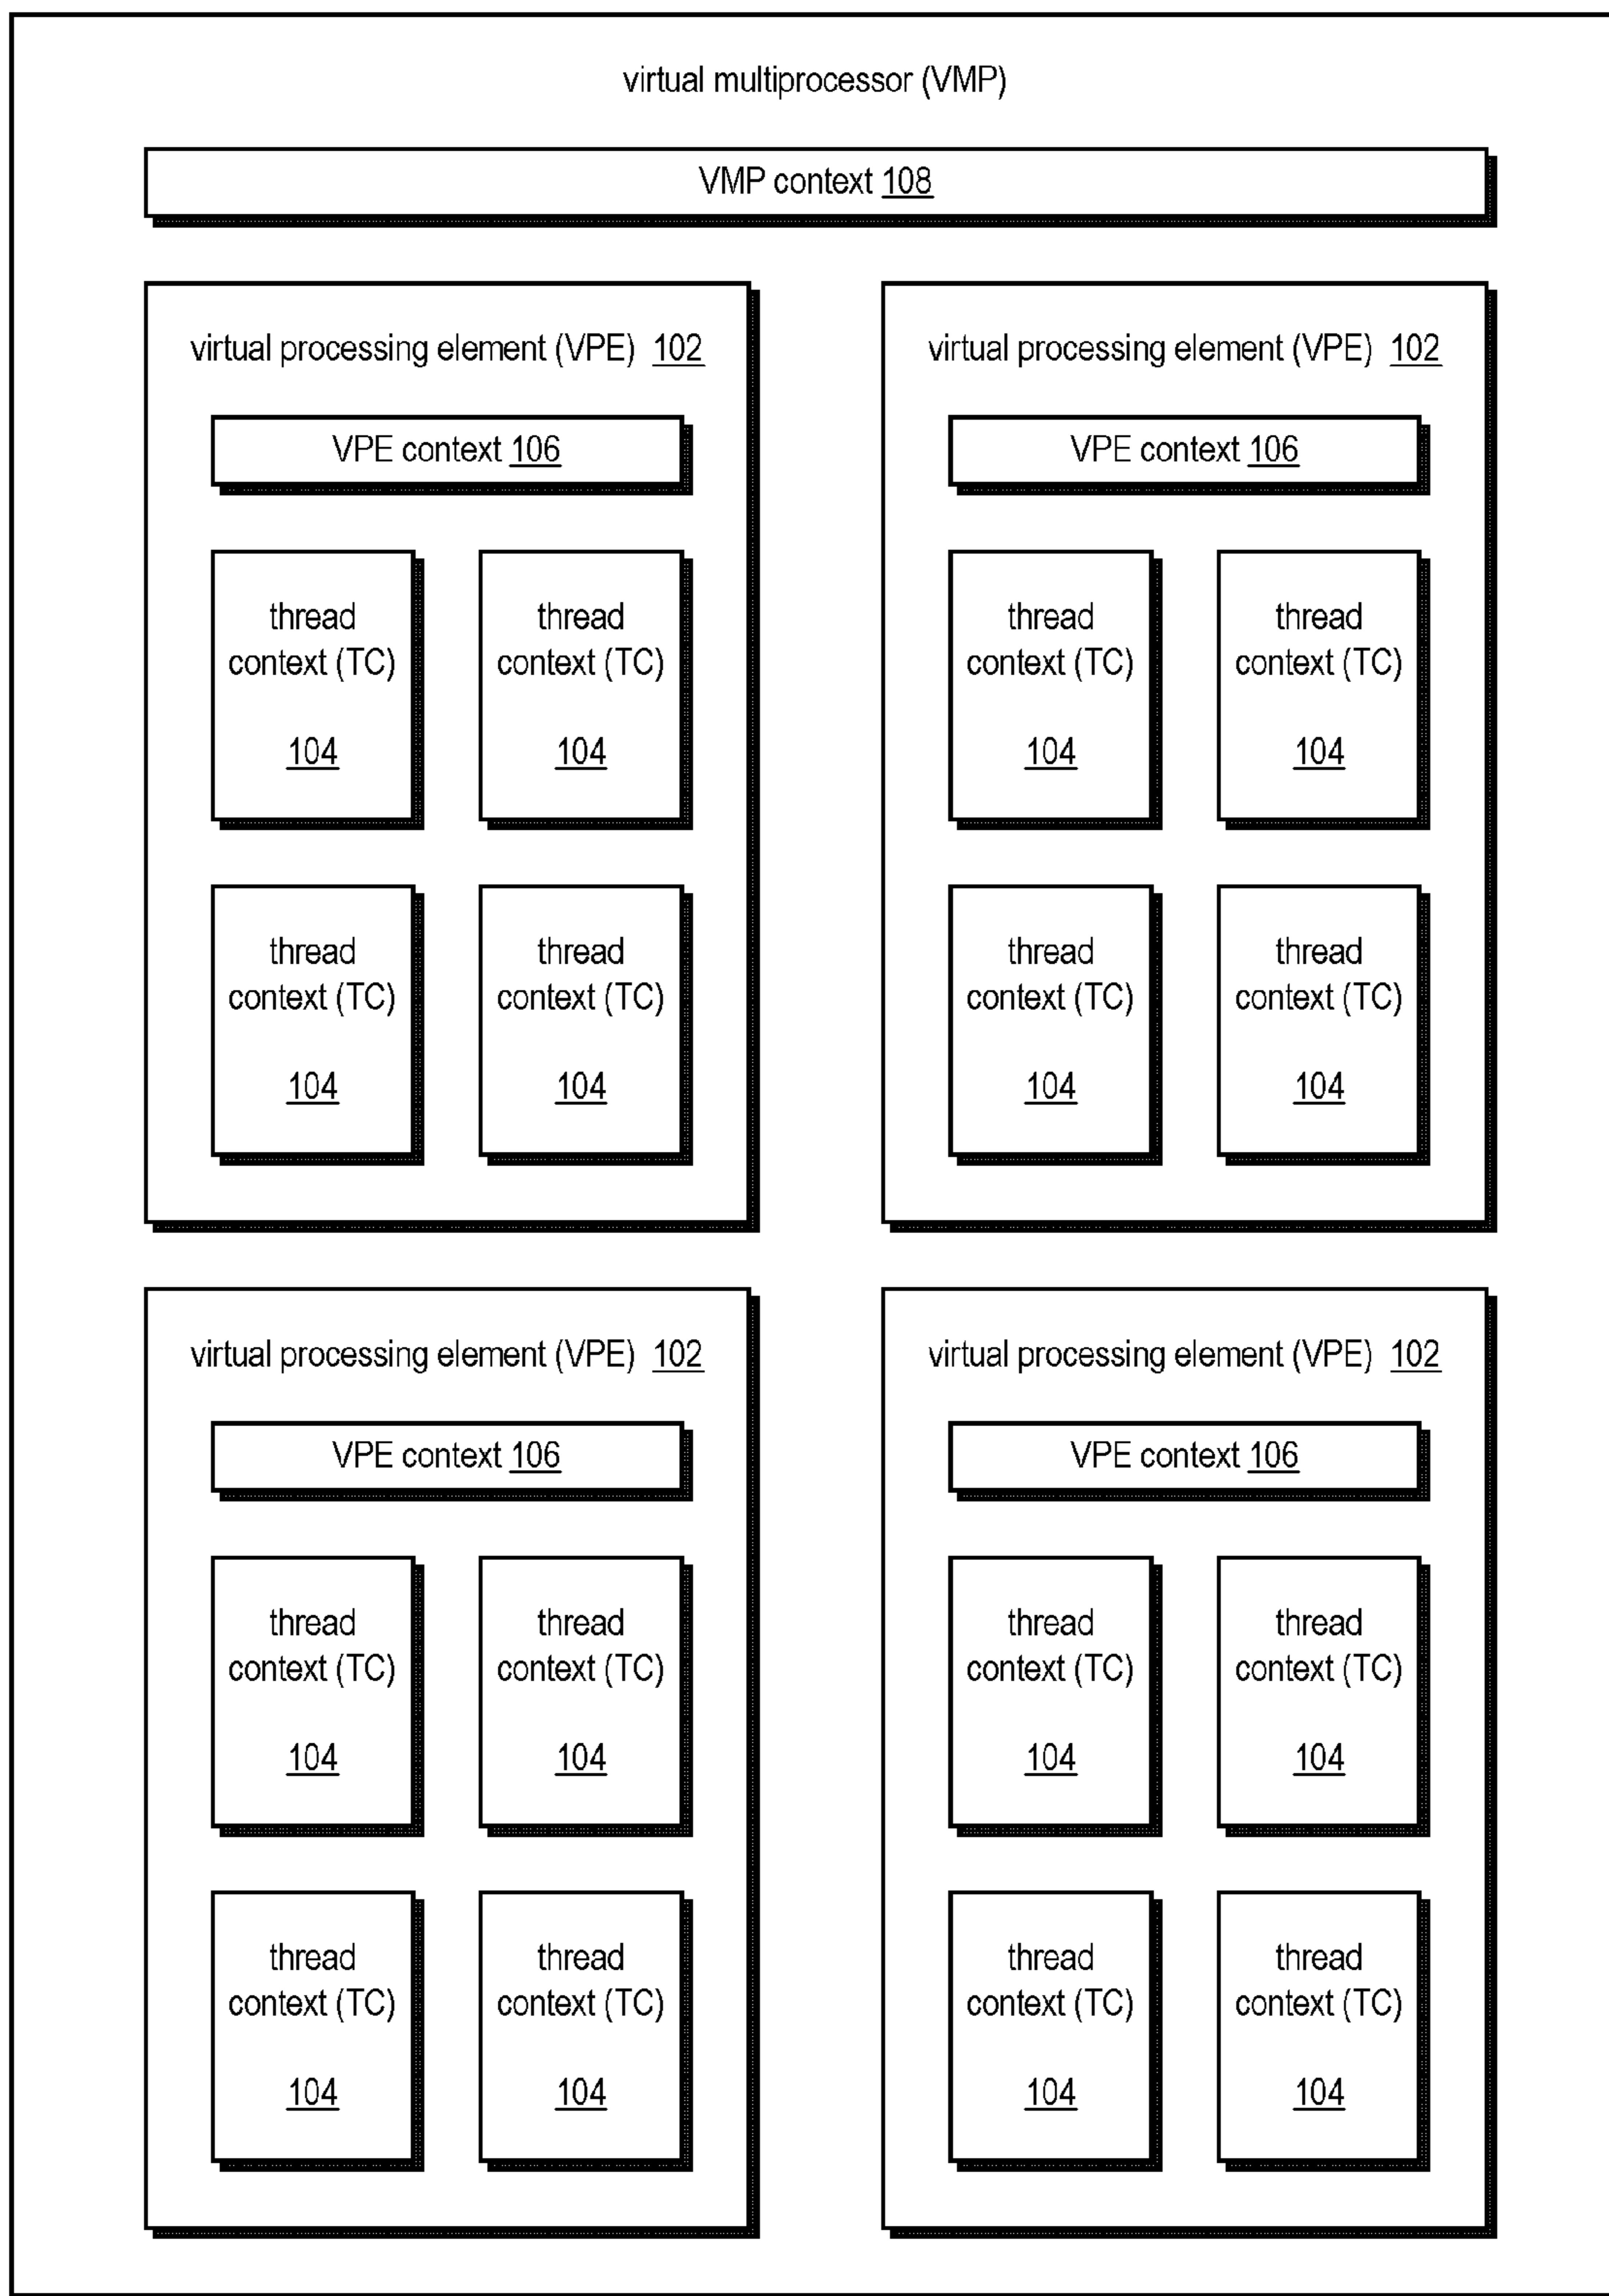 virtual multiprocessor (VMP)
VMP context 108
virtual processing element (VPE) 102
VPE context 106
thread
context (TC)
104
thread
context (TC)
104
thread
context (TC)
104
thread
context (TC)
104
virtual processing element (VPE) 102
VPE context 106
thread
context (TC)
104
thread
context (TC)
104
thread
context (TC)
104
thread
context (TC)
104
virtual processing element (VPE) 102
VPE context 106
thread
context (TC)
104
thread
context (TC)
104
thread
context (TC)
104
thread
context (TC)
104
virtual processing element (VPE) 102
VPE context 106
thread
context (TC)
104
thread
context (TC)
104
thread
context (TC)
104
thread
context (TC)
104